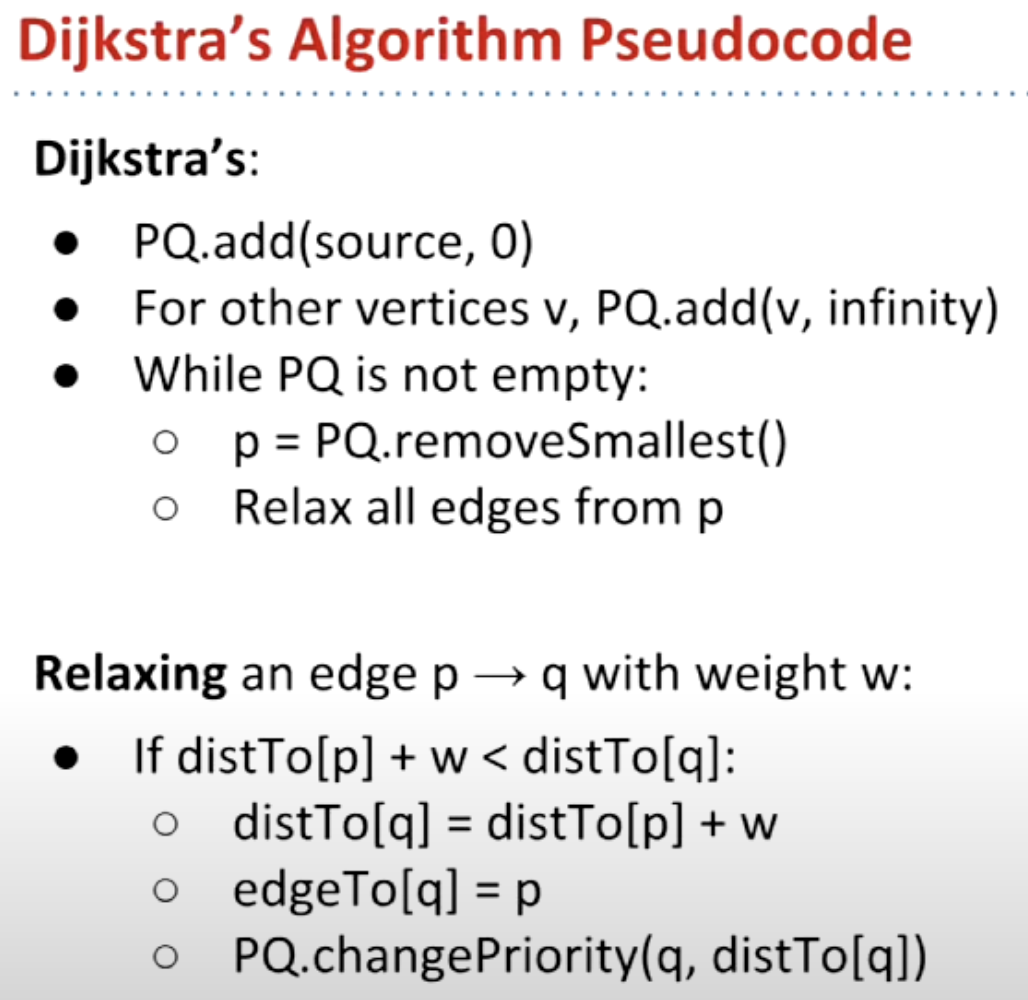 Dijkstra’s Algorithm Pseudocode
Dijkstra’s:
● PQ.add(source, 0)
● For other vertices v, PQ.add(v, infinity)
● While PQ is not empty:
○ p = PQ.removeSmallest()
○ Relax all edges from p
Relaxing an edge p → q with weight w:
● If distTo[p] + w < distTo[q]:
○ distTo[q] = distTo[p] + w
○ edgeTo[q] = p
○ PQ.changePriority(q, distTo[q])